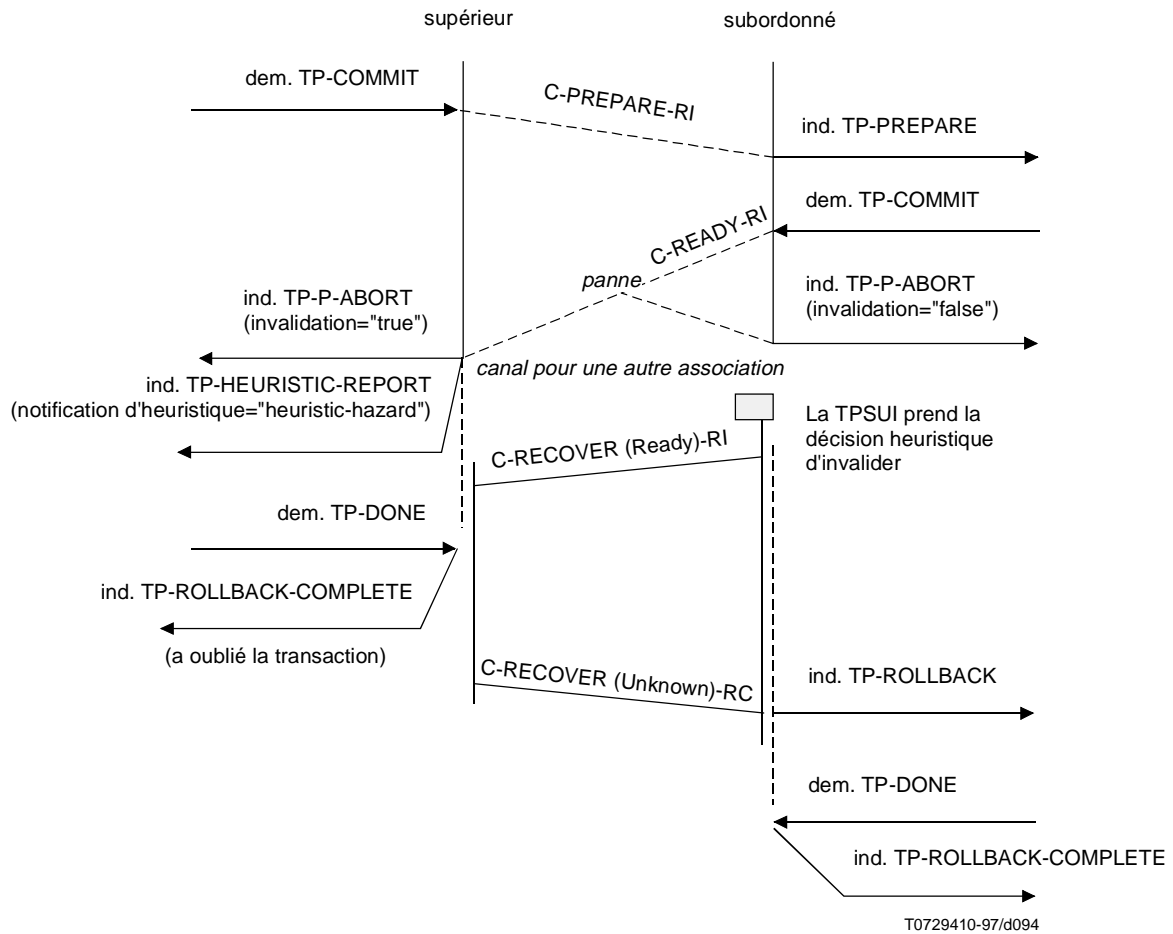 supérieur
subordonné
dem. TP-COMMIT
C-PREPARE-RI
ind. TP-PREPARE
dem. TP-COMMIT
C-READY-RI
panne
ind. TP-P-ABORT
(invalidation="true")
ind. TP-P-ABORT
(invalidation="false")
canal pour une autre association
ind. TP-HEURISTIC-REPORT
(notification d'heuristique="heuristic-hazard")
La TPSUI prend la
décision heuristique
d'invalider
C-RECOVER (Ready)-RI
dem. TP-DONE
ind. TP-ROLLBACK-COMPLETE
(a oublié la transaction)
C-RECOVER (Unknown)-RC
ind. TP-ROLLBACK
dem. TP-DONE
ind. TP-ROLLBACK-COMPLETE
T0729410-97/d094